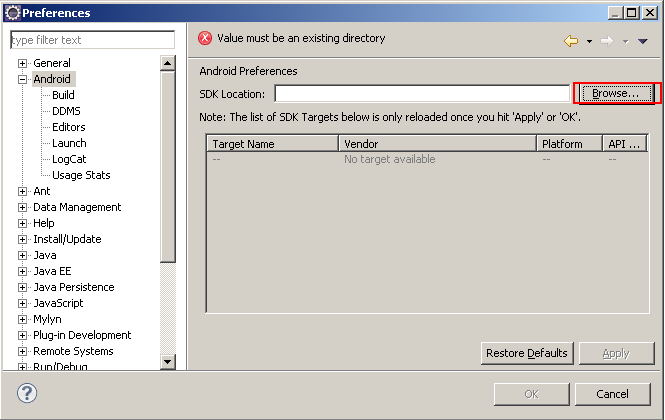 Preferences
type filter text
General
Android
Build
DDMS
Editors
Launch
LogCat
Usage Stats
Ant
Data Management
Help
Install/Update
Java
Java EE
Java Persistence
JavaScript
Mylyn
Plug-in Development
Remote Systems
Run/Debug
Value must be an existing directory
Android Preferences
SDK Location: Browse...
Note: The list of SDK Targets below is only reloaded once you hit 'Apply' or 'OK'.
Target Name Vendor Platform API ...
-- No target available -- --
Restore Defaults Apply
? OK Cancel